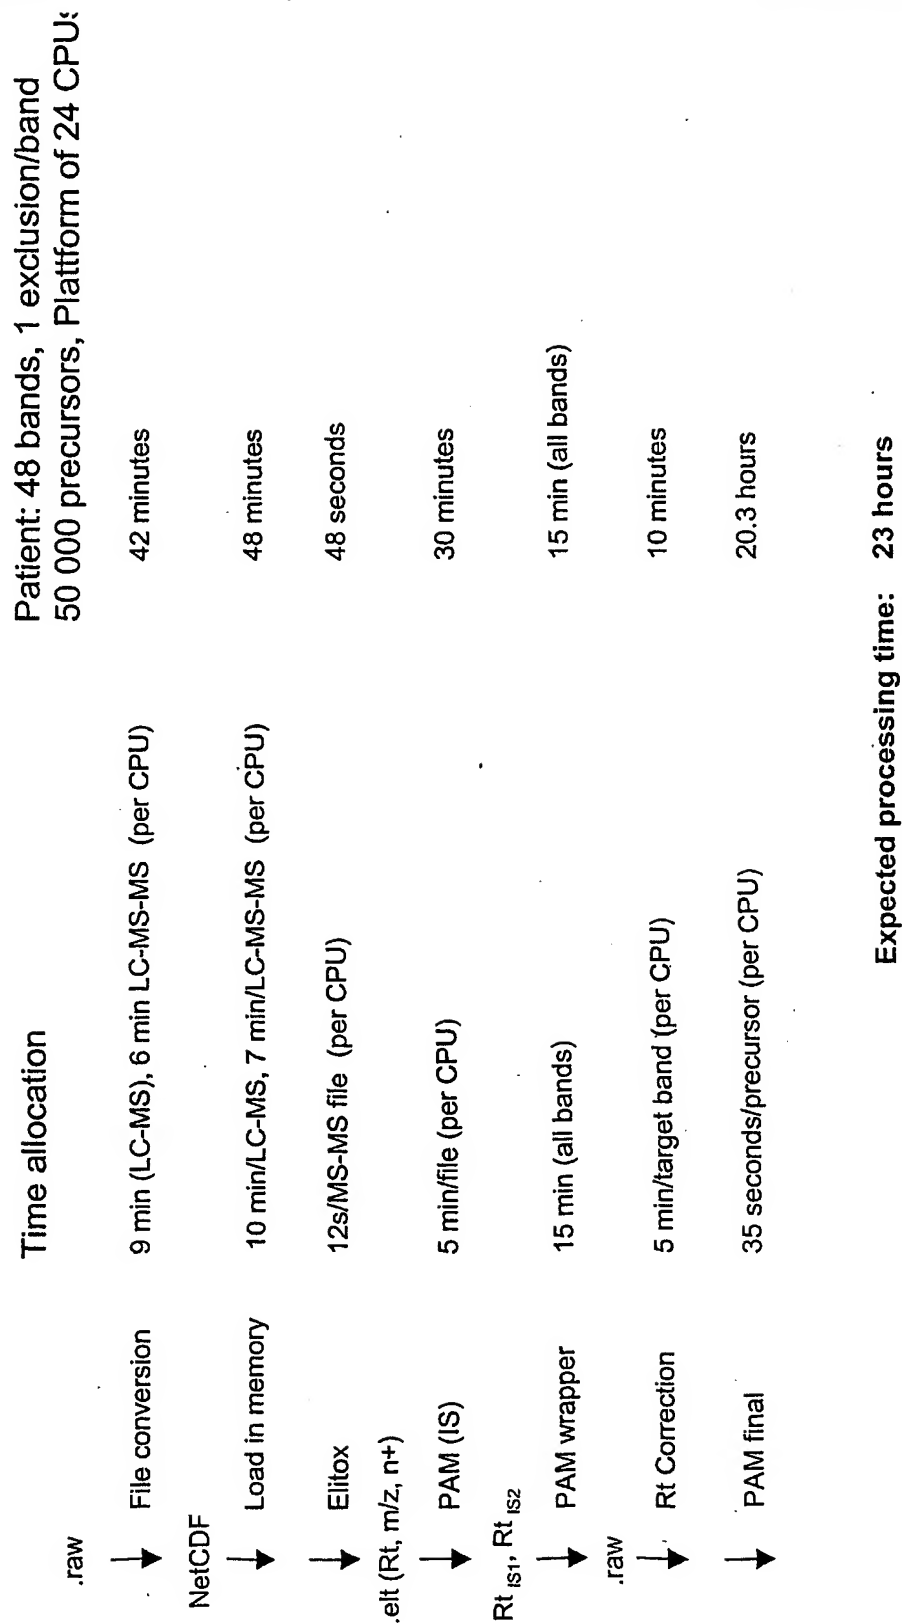 Patient: 48 bands, 1 exclusion/band
50 000 precursors, Plattform of 24 CPUs
Time allocation
.raw
File conversion 9 min (LC-MS), 6 min LC-MS-MS (per CPU) 42 minutes
NetCDF
Load in memory 10 min/LC-MS, 7 min/LC-MS-MS (per CPU) 48 minutes
Elitox 12s/MS-MS file (per CPU) 48 seconds
.elt (Rt, m/z, n+)
PAM (IS) 5 min/file (per CPU) 30 minutes
Rt IS1, Rt IS2
PAM wrapper 15 min (all bands) 15 min (all bands)
.raw
Rt Correction 5 min/target band (per CPU) 10 minutes
PAM final 35 seconds/precursor (per CPU) 20.3 hours
Expected processing time: 23 hours